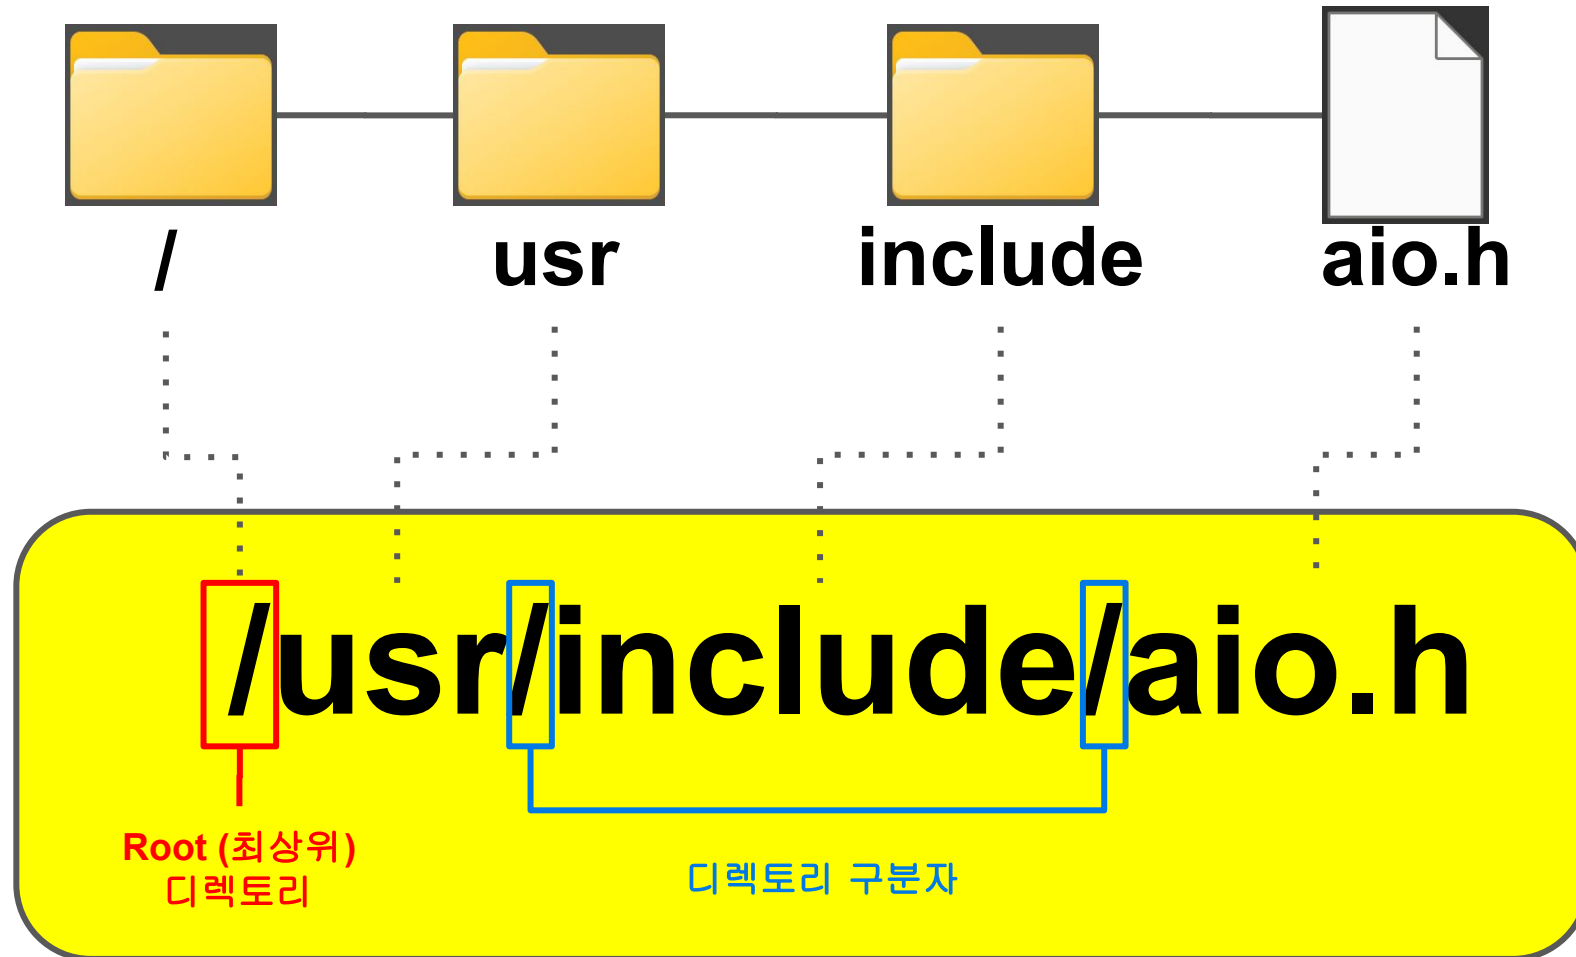 / usr include aio.h
/usr/include/aio.h
Root (최상위)
디렉토리
디렉토리 구분자